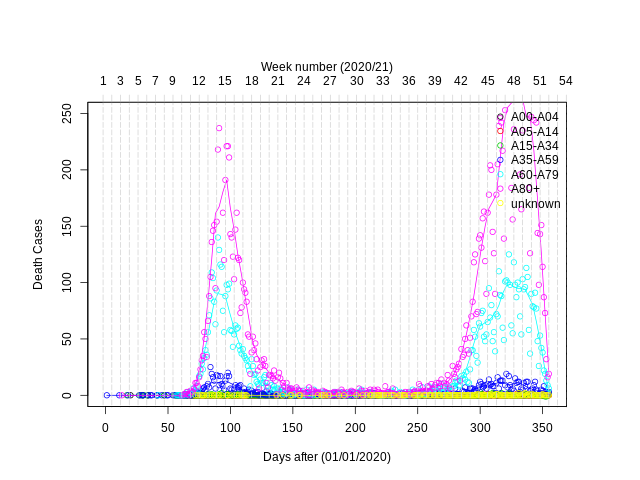 Week number (2020/21)
1 3 5 7 9 12 15 18 21 24 27 30 33 36 39 42 45 48 51 54
250
200
150
100
50
0
Death Cases
A00-A04
A05-A14
A15-A34
A35-A59
A60-A79
A80+
unknown
0 50 100 150 200 250 300 350
Days after (01/01/2020)